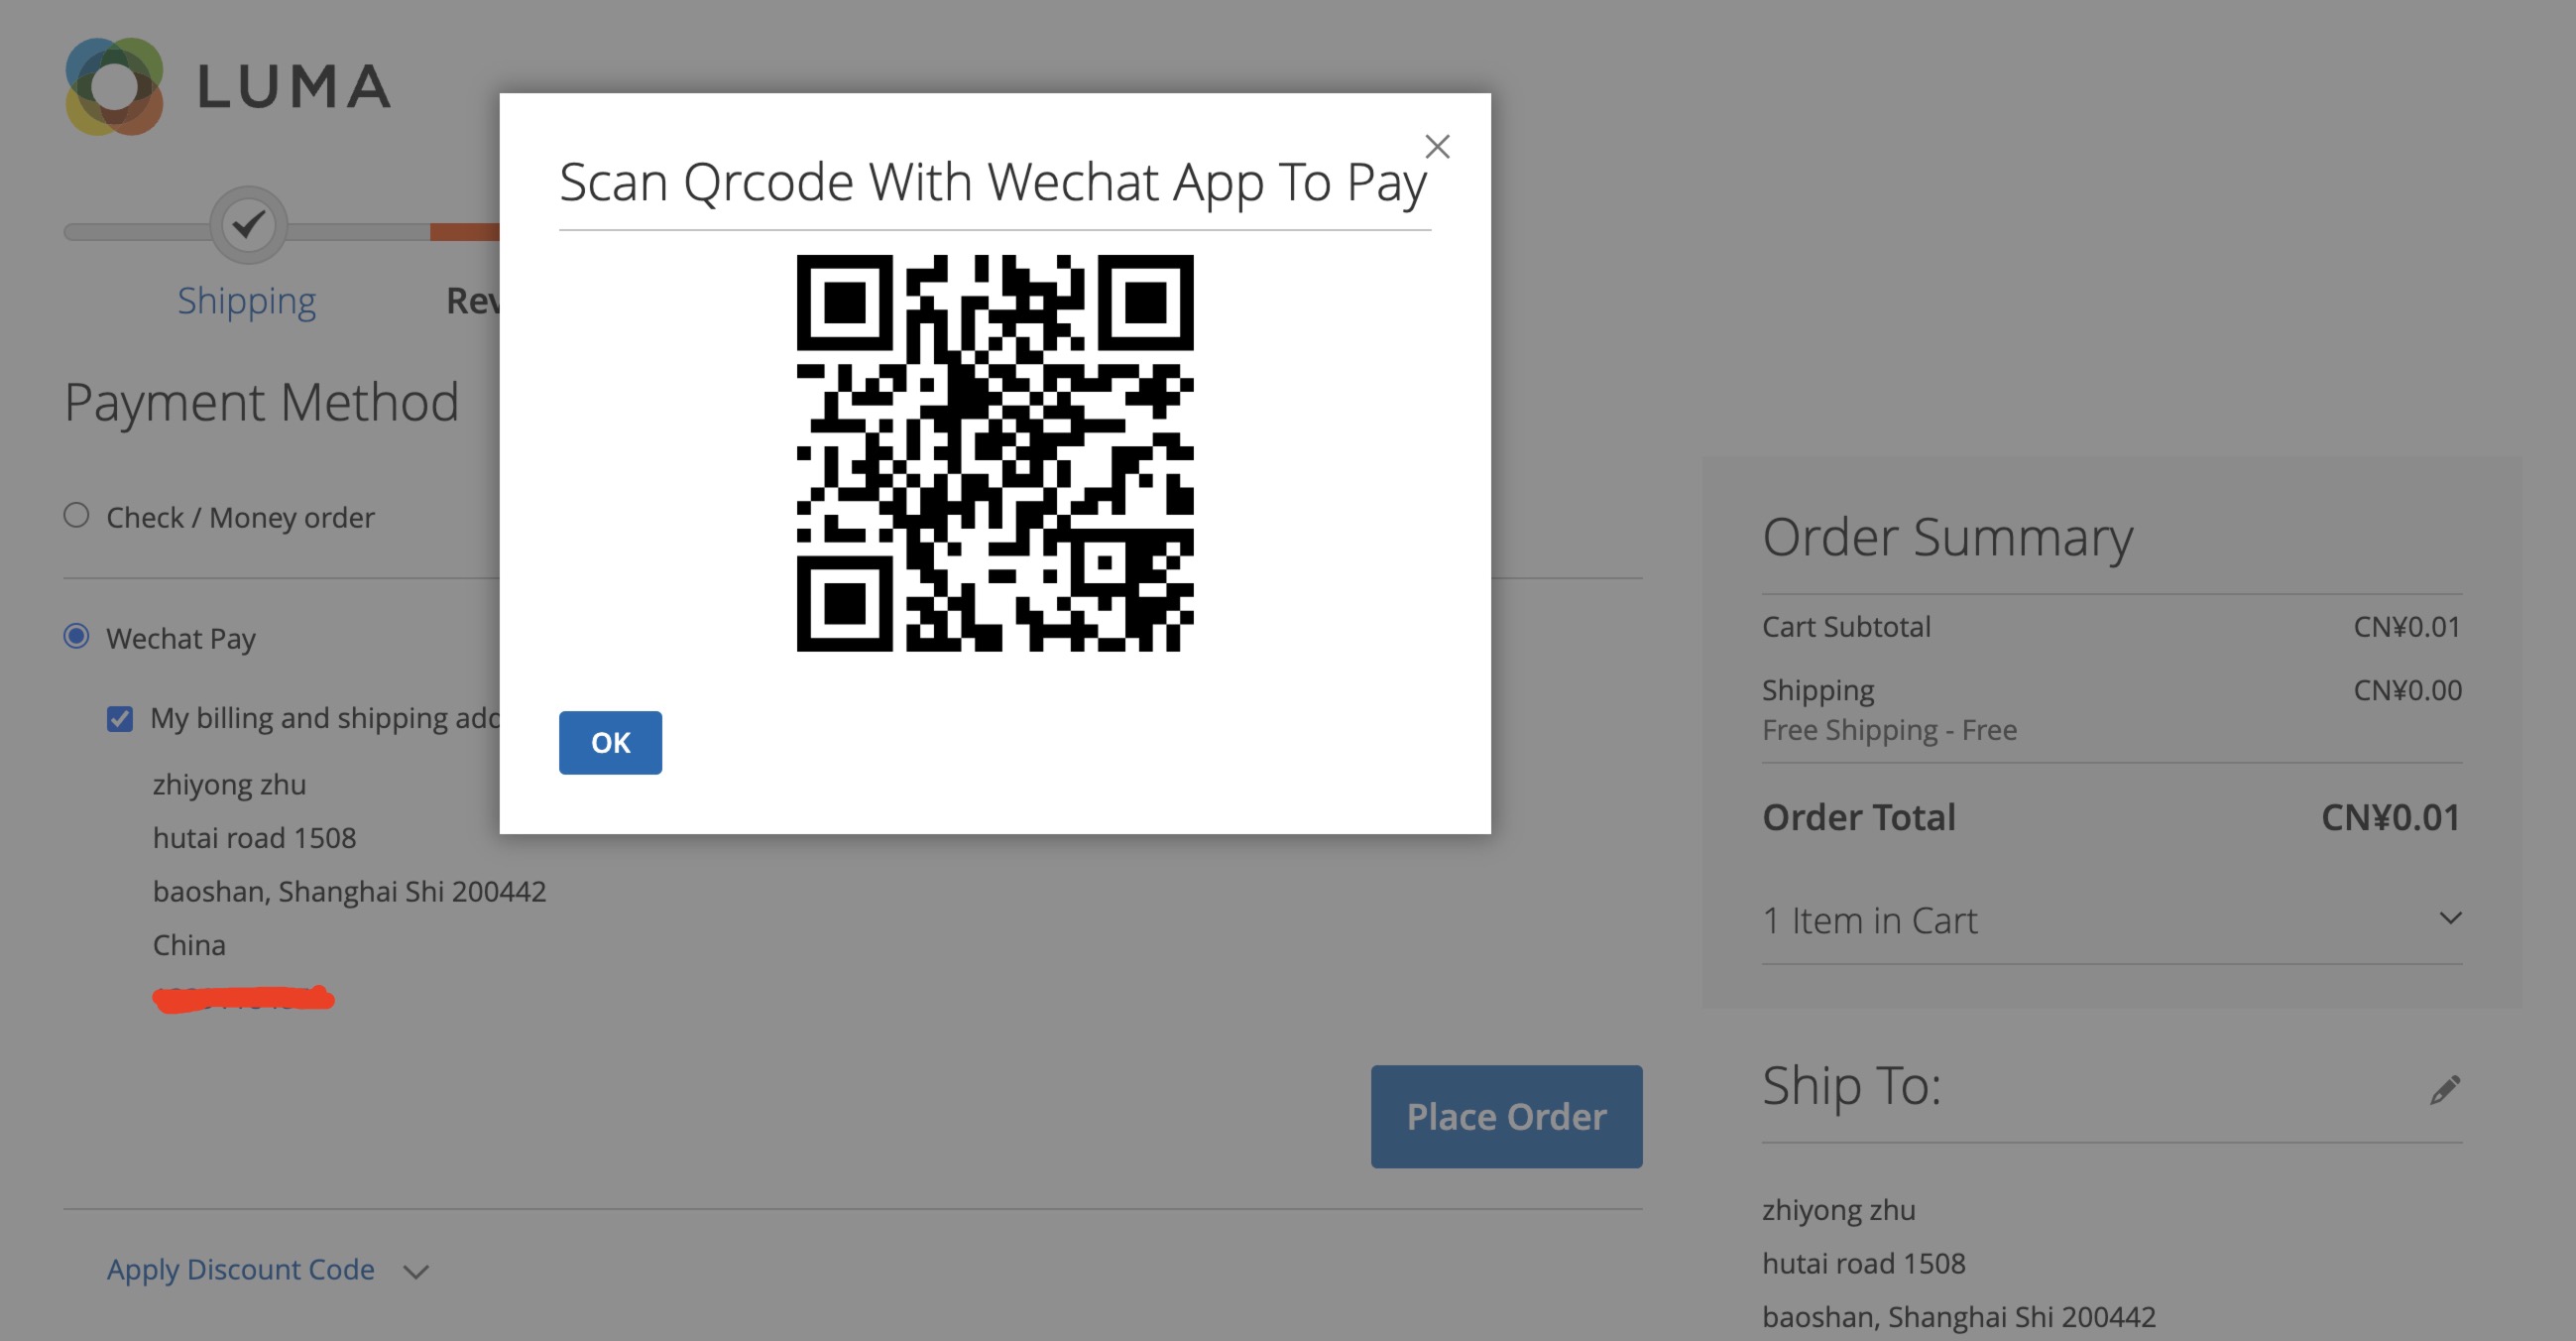 LUMA
Scan Qrcode With Wechat App To Pay
Shipping
Rev
Payment Method
Check / Money order
Wechat Pay
My billing and shipping add
zhiyong zhu
hutai road 1508
baoshan, Shanghai Shi 200442
China
OK
Place Order
Apply Discount Code
Order Summary
Cart Subtotal CN¥0.01
Shipping CN¥0.00
Free Shipping - Free
Order Total CN¥0.01
1 Item in Cart
Ship To:
zhiyong zhu
hutai road 1508
baoshan, Shanghai Shi 200442